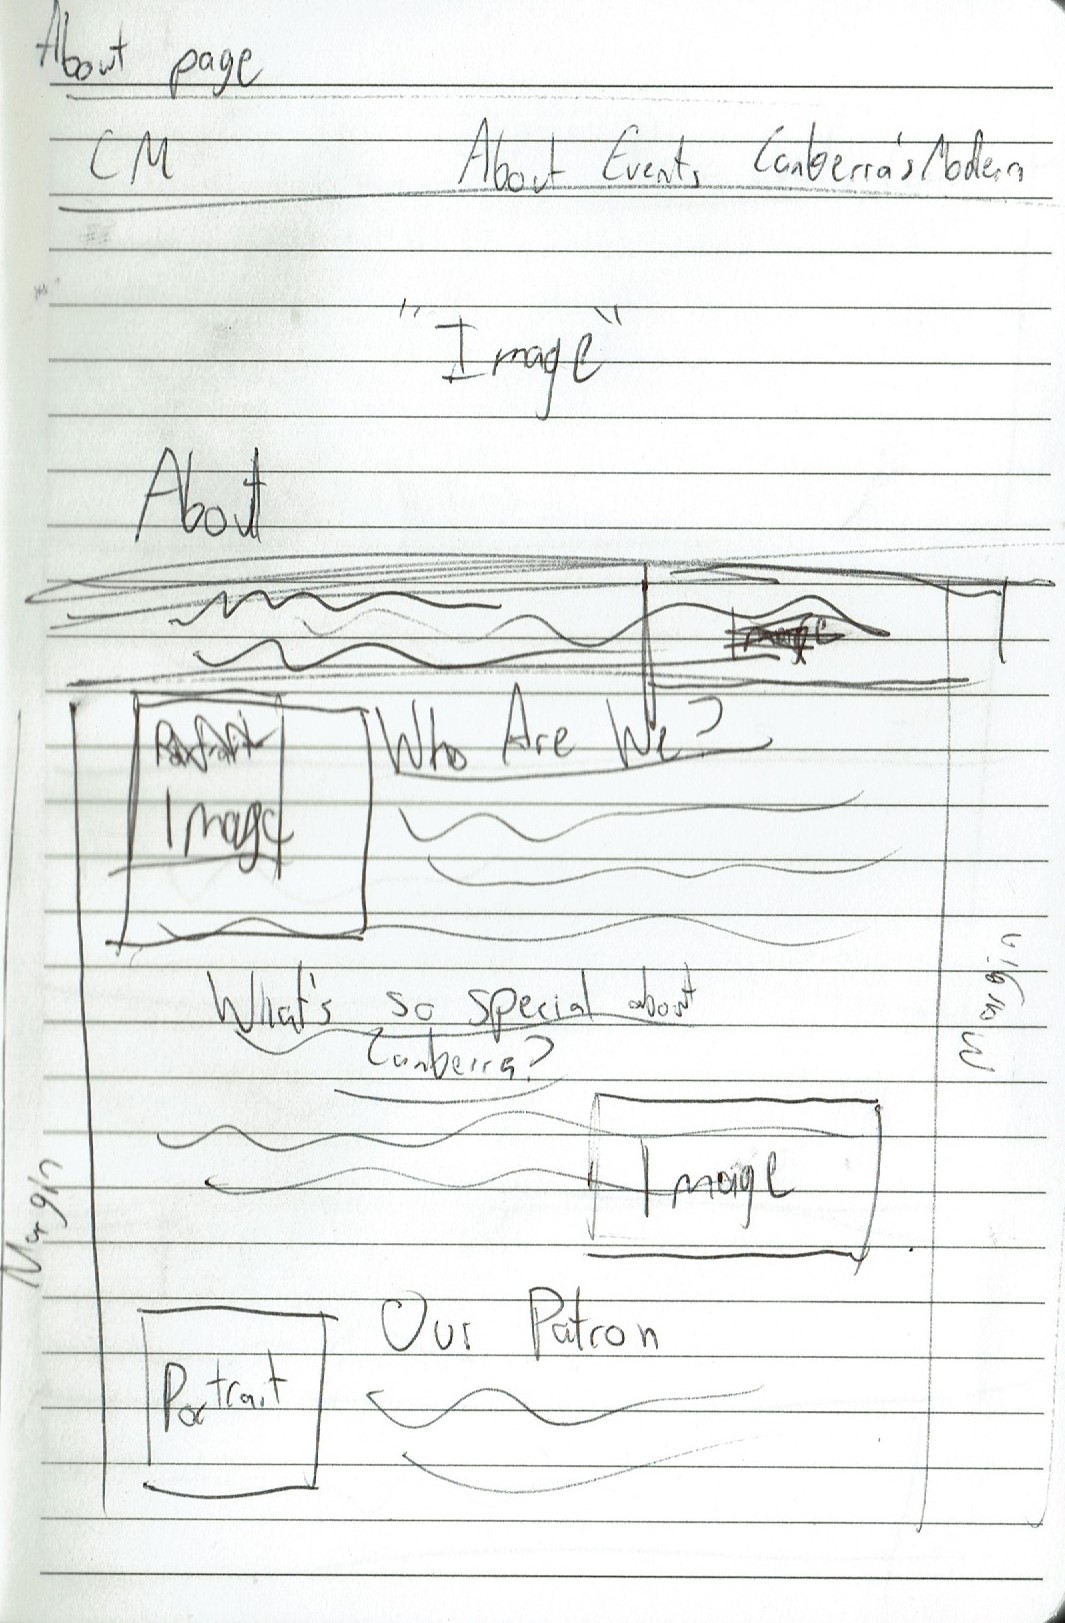 About page
CM About Events Canberra's Modern
"Image"
About
Image
Who Are We?
Portrait
Image
What's so special about
Canberra?
Margin
Margin
Image
Our Patron
Portrait